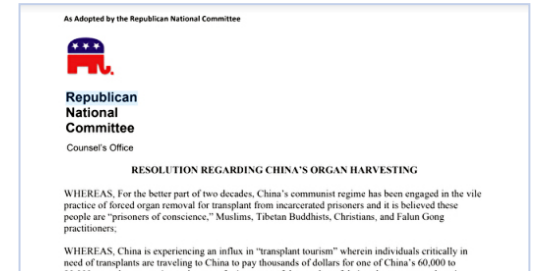 As Adopted by the Republican National Committee
Republican
National
Committee
Counsel's Office
RESOLUTION REGARDING CHINA'S ORGAN HARVESTING
WHEREAS, For the better part of two decades, China's communist regime has been engaged in the vile
practice of forced organ removal for transplant from incarcerated prisoners and it is believed these
people are "prisoners of conscience," Muslims, Tibetan Buddhists, Christians, and Falun Gong
practitioners;
WHEREAS, China is experiencing an influx in "transplant tourism" wherein individuals critically in
need of transplants are traveling to China to pay thousands of dollars for one of China's 60,000 to